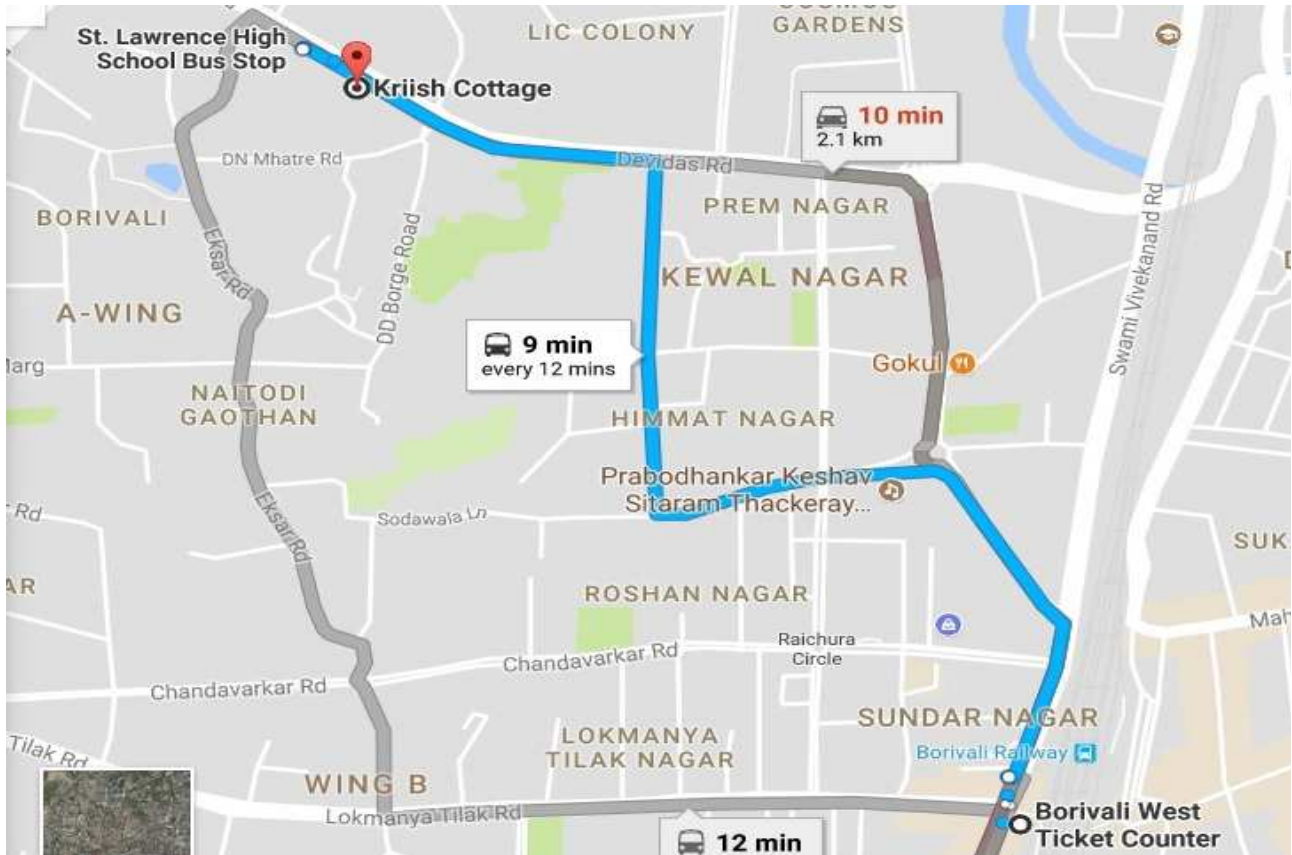 COSMOS
GARDENS
LIC COLONY
St. Lawrence High
School Bus Stop
Kriish Cottage
10 min
2.1 km
DN Mhatre Rd
Devidas Rd
PREM NAGAR
BORIVALI
Swami Vivekanand Rd
Eksar Rd
DD Borge Road
KEWAL NAGAR
A-WING
9 min
every 12 mins
Gokul
Marg
NAITODI
GAOTHAN
HIMMAT NAGAR
Prabodhankar Keshav
Sitaram Thackeray...
Eksar Rd
Rd
Sodawala Ln
SUK
AR
ROSHAN NAGAR
Mah
Raichura
Circle
Chandavarkar Rd
Chandavarkar Rd
SUNDAR NAGAR
LOKMANYA
TILAK NAGAR
Borivali Railway
Tilak Rd
WING B
Lokmanya Tilak Rd
Borivali West
Ticket Counter
12 min